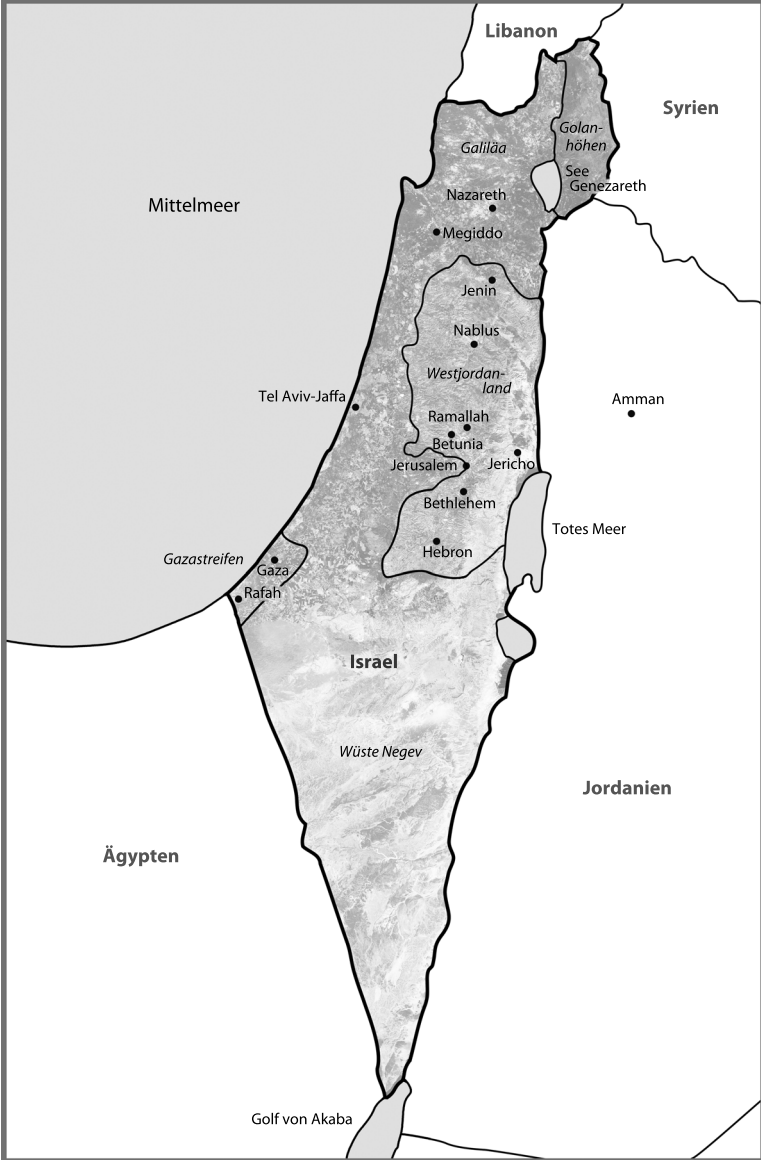 Libanon
Syrien
Golan-
höhen
Galiläa
See
Genezareth
Nazareth
Mittelmeer
Megiddo
Jenin
Nablus
Westjordan-
land
Tel Aviv-Jaffa
Amman
Ramallah
Betunia
Jerusalem
Jericho
Bethlehem
Totes Meer
Hebron
Gazastreifen
Gaza
Rafah
Israel
Wüste Negev
Jordanien
Ägypten
Golf von Akaba